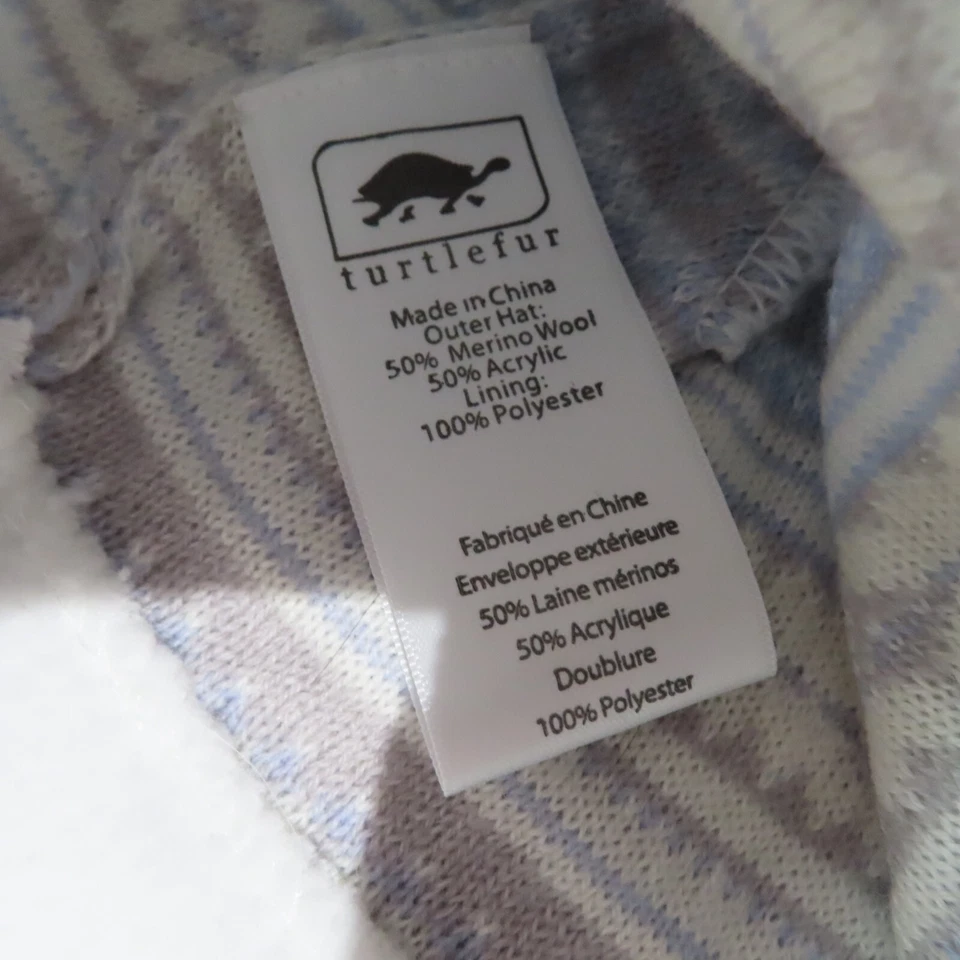 turtlefur
Made in China
Outer Hat:
50% Merino Wool
50% Acrylic
Lining:
100% Polyester
Fabriqué en Chine
Enveloppe extérieure
50% Laine mérinos
50% Acrylique
Doublure
100% Polyester